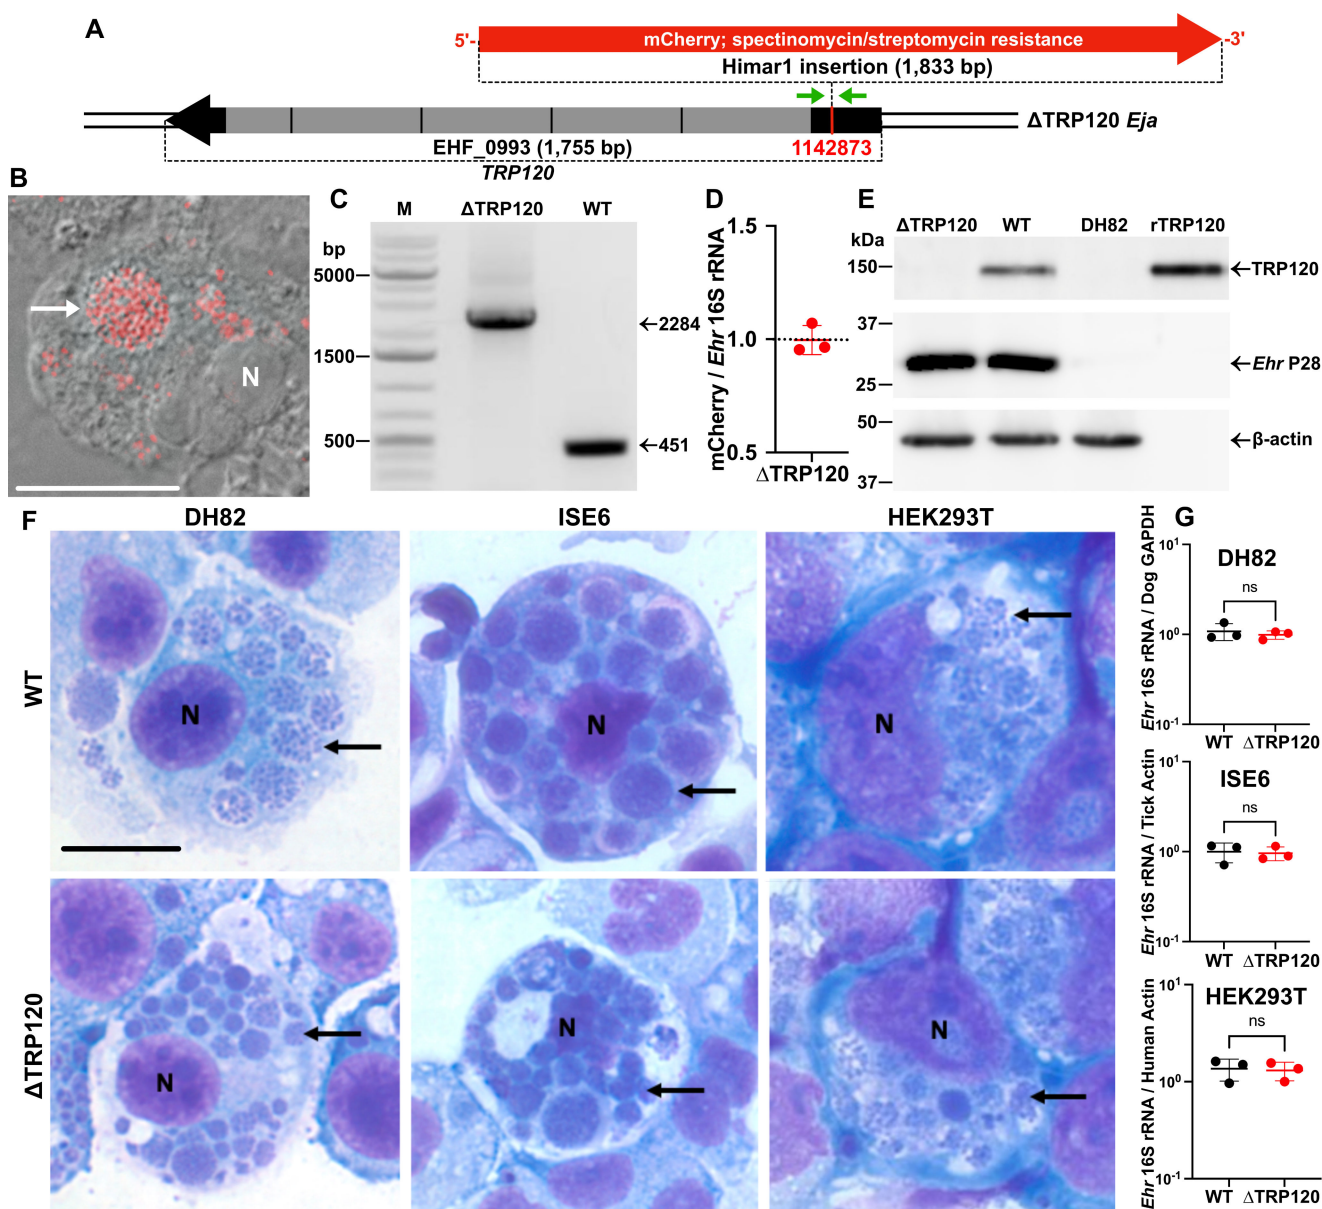 A
5'-
mCherry; spectinomycin/streptomycin resistance
-3'
Himar1 insertion (1,833 bp)
ΔTRP120 Eja
EHF_0993 (1,755 bp)
1142873
TRP120
B
N
C
M
ΔTRP120
WT
bp
5000
1500
500
←2284
←451
D
mCherry / Ehr 16S rRNA
1.5
1.0
0.5
ΔTRP120
E
kDa
ΔTRP120
WT
DH82
rTRP120
150
←TRP120
37
25
←Ehr P28
50
37
←β-actin
F
DH82
ISE6
HEK293T
WT
N
N
N
ΔTRP120
N
N
N
G
Ehr 16S rRNA / Dog GAPDH
10¹
10⁰
10⁻¹
DH82
ns
WT
ΔTRP120
Ehr 16S rRNA / Tick Actin
10¹
10⁰
10⁻¹
ISE6
ns
WT
ΔTRP120
Ehr 16S rRNA / Human Actin
10¹
10⁰
10⁻¹
HEK293T
ns
WT
ΔTRP120